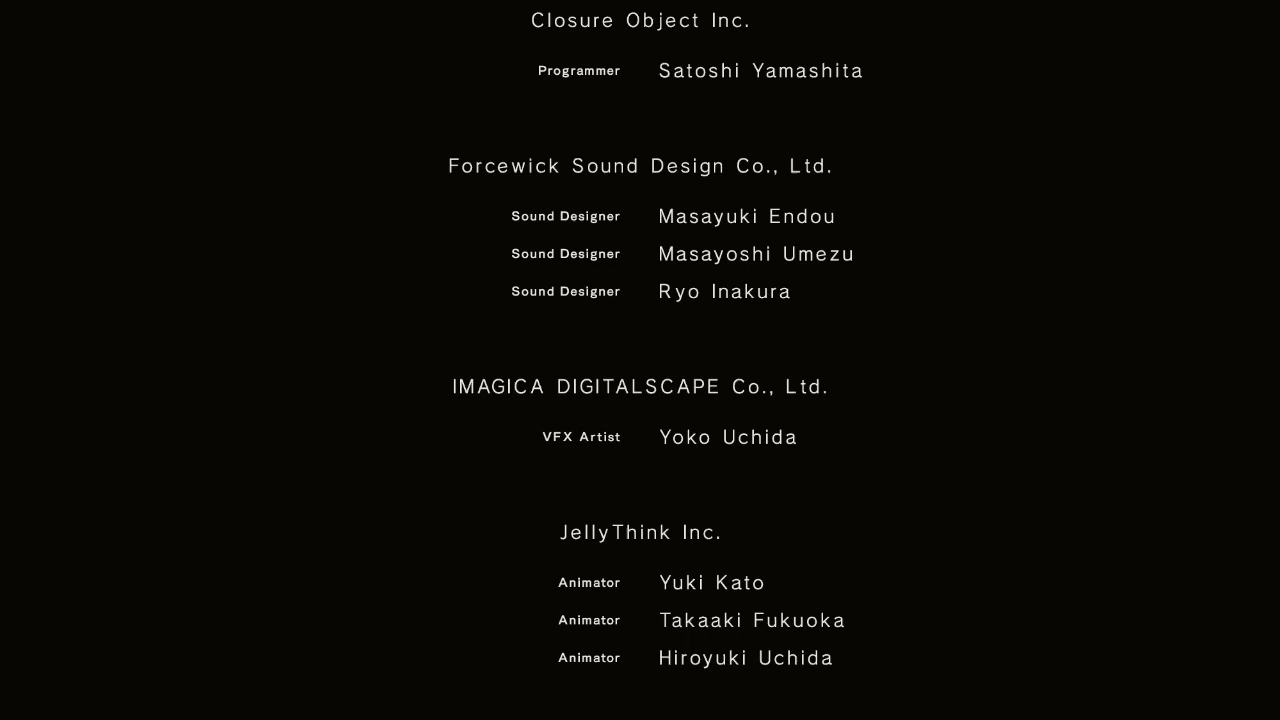 Closure Object Inc.
Programmer Satoshi Yamashita
Forcewick Sound Design Co., Ltd.
Sound Designer Masayuki Endou
Sound Designer Masayoshi Umezu
Sound Designer Ryo Inakura
IMAGICA DIGITALSCAPE Co., Ltd.
VFX Artist Yoko Uchida
JellyThink Inc.
Animator Yuki Kato
Animator Takaaki Fukuoka
Animator Hiroyuki Uchida